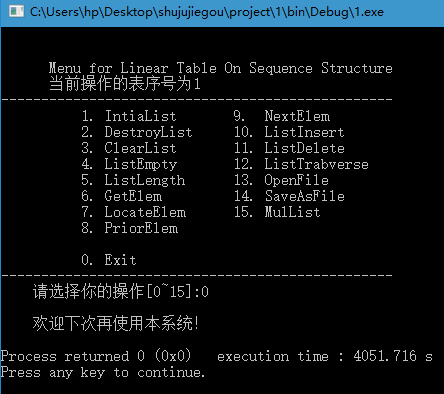 C:\Users\hp\Desktop\shujujiegou\project\1\bin\Debug\1.exe
Menu for Linear Table On Sequence Structure
当前操作的表序号为1
--------------------------------------------------
1. IntiaList 9. NextElem
2. DestroyList 10. ListInsert
3. ClearList 11. ListDelete
4. ListEmpty 12. ListTrabverse
5. ListLength 13. OpenFile
6. GetElem 14. SaveAsFile
7. LocateElem 15. MulList
8. PriorElem
0. Exit
--------------------------------------------------
请选择你的操作[0~15]:0
欢迎下次再使用本系统!
Process returned 0 (0x0) execution time : 4051.716 s
Press any key to continue.